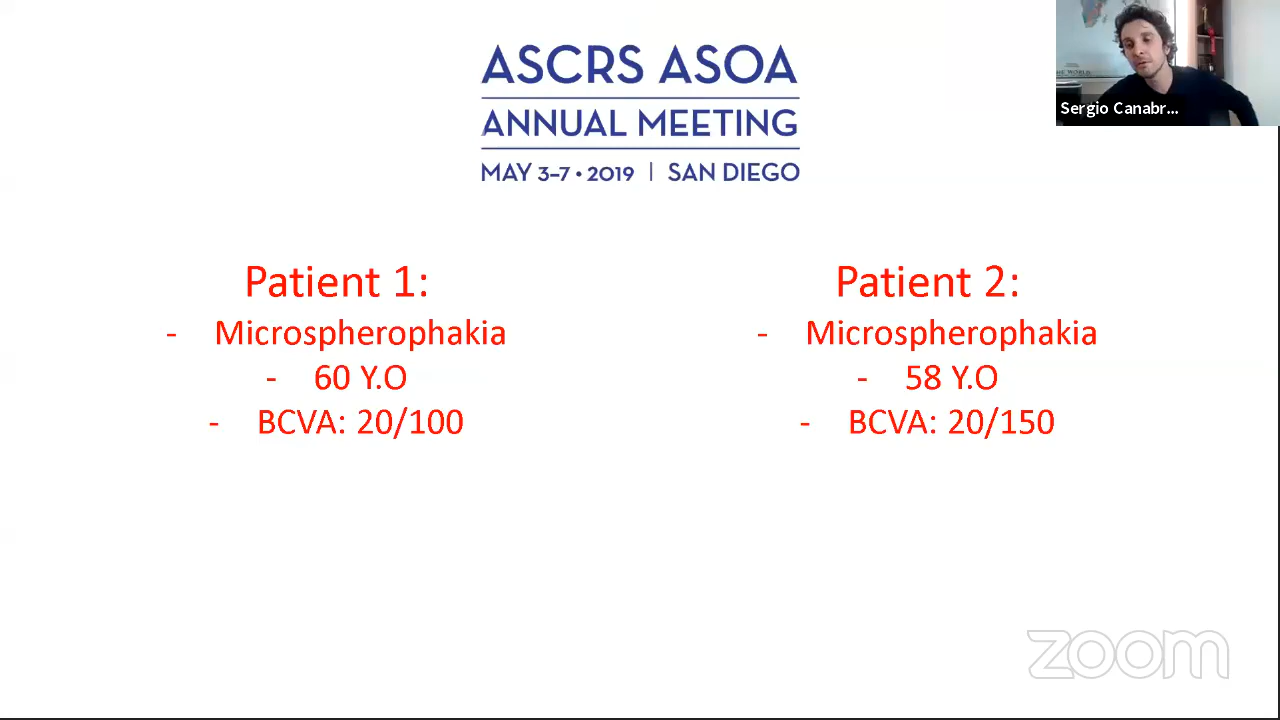 ASCRS ASOA
ANNUAL MEETING
MAY 3–7 • 2019 | SAN DIEGO
Sergio Canabr...
Patient 1:
- Microspherophakia
- 60 Y.O
- BCVA: 20/100
Patient 2:
- Microspherophakia
- 58 Y.O
- BCVA: 20/150
zoom